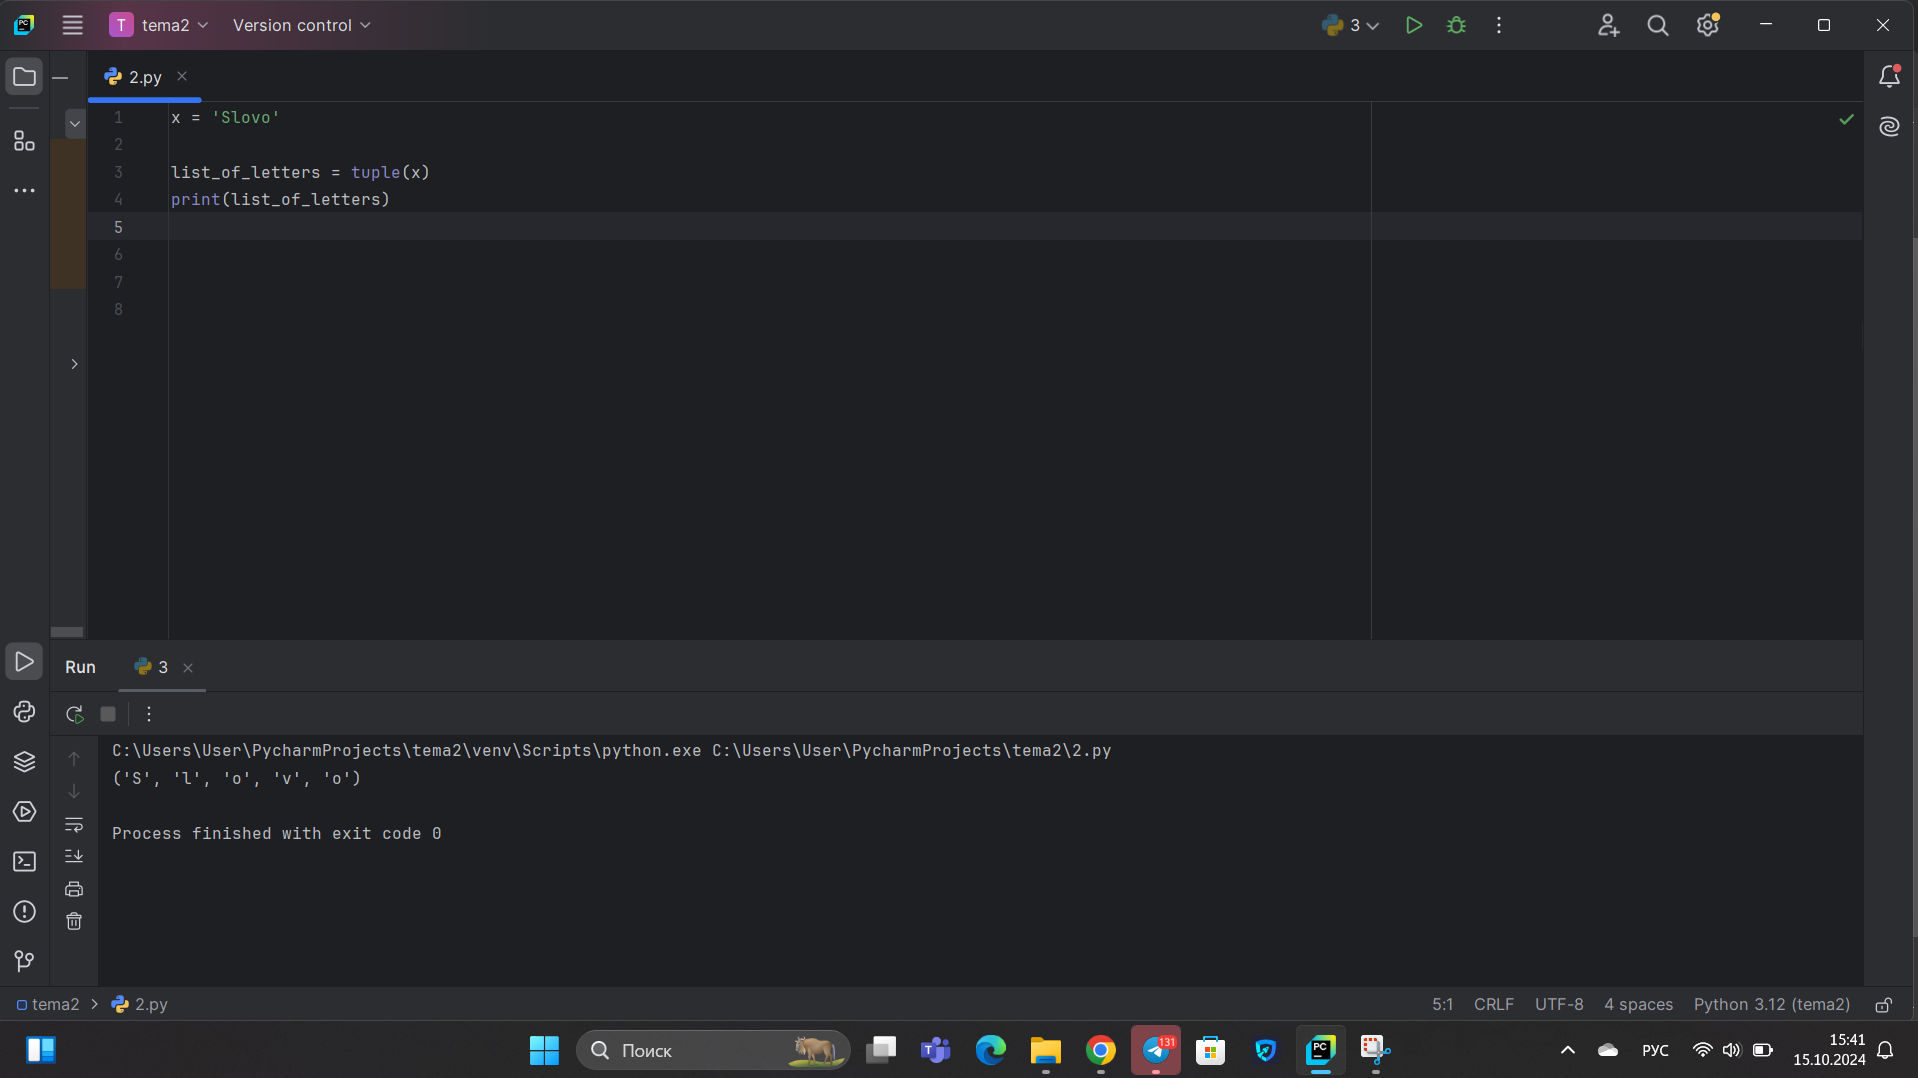 PC T tema2 Version control 3
2.py
1 x = 'Slovo'
2
3 list_of_letters = tuple(x)
4 print(list_of_letters)
5
6
7
8
Run 3
C:\Users\User\PycharmProjects\tema2\venv\Scripts\python.exe C:\Users\User\PycharmProjects\tema2\2.py
('S', 'l', 'o', 'v', 'o')
Process finished with exit code 0
tema2 2.py 5:1 CRLF UTF-8 4 spaces Python 3.12 (tema2)
Поиск T 131 PC РУС 15:41
15.10.2024